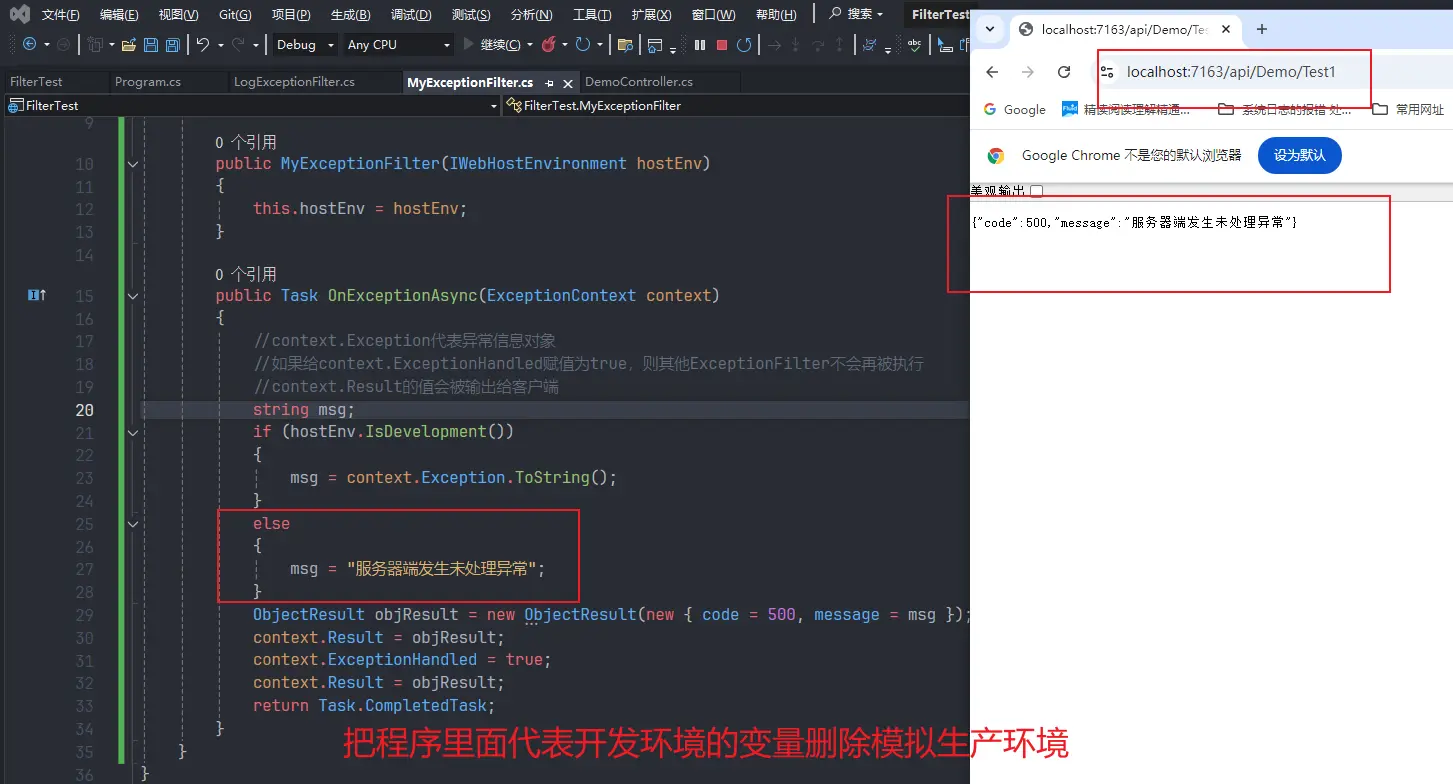 文件(F) 编辑(E) 视图(V) Git(G) 项目(P) 生成(B) 调试(D) 测试(S) 分析(N) 工具(T) 扩展(X) 窗口(W) 帮助(H) 搜索 FilterTest
Debug Any CPU 继续(C)
FilterTest Program.cs LogExceptionFilter.cs MyExceptionFilter.cs DemoController.cs
FilterTest FilterTest.MyExceptionFilter
9
0 个引用
10 public MyExceptionFilter(IWebHostEnvironment hostEnv)
11 {
12 this.hostEnv = hostEnv;
13 }
14
0 个引用
15 public Task OnExceptionAsync(ExceptionContext context)
16 {
17 //context.Exception代表异常信息对象
18 //如果给context.ExceptionHandled赋值为true，则其他ExceptionFilter不会再被执行
19 //context.Result的值会被输出给客户端
20 string msg;
21 if (hostEnv.IsDevelopment())
22 {
23 msg = context.Exception.ToString();
24 }
25 else
26 {
27 msg = "服务器端发生未处理异常";
28 }
29 ObjectResult objResult = new ObjectResult(new { code = 500, message = msg });
30 context.Result = objResult;
31 context.ExceptionHandled = true;
32 context.Result = objResult;
33 return Task.CompletedTask;
34 }
35 }
36 }
把程序里面代表开发环境的变量删除模拟生产环境
localhost:7163/api/Demo/Tes
localhost:7163/api/Demo/Test1
Google 精读阅读理解精通... 系统日志的报错 处... 常用网址
Google Chrome 不是您的默认浏览器 设为默认
美观输出
{"code":500,"message":"服务器端发生未处理异常"}